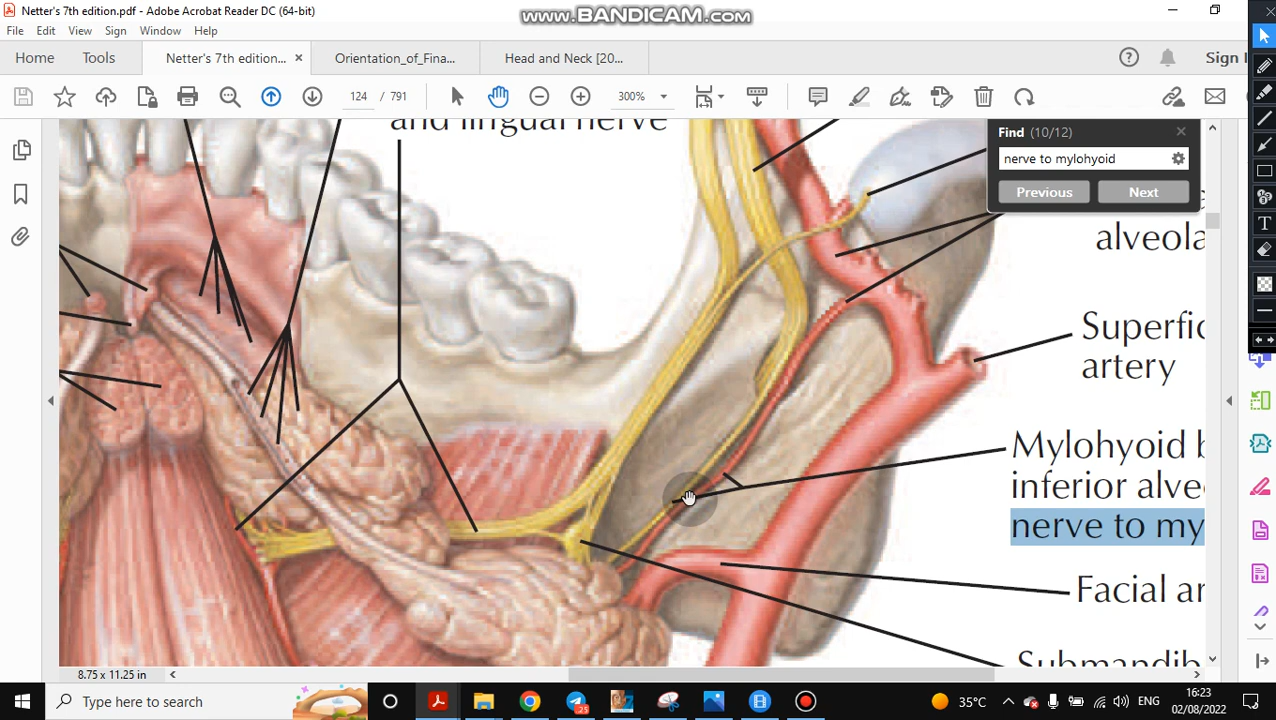 Netter's 7th edition.pdf - Adobe Acrobat Reader DC (64-bit)
www.BANDICAM.com
File Edit View Sign Window Help
Home Tools Netter's 7th edition... × Orientation_of_Fina... Head and Neck [20... Sign I
124 / 791 300%
and lingual nerve
Find (10/12)
nerve to mylohyoid
Previous Next
alveola
Superfic
artery
Mylohyoid b
inferior alve
nerve to my
Facial ar
Submandib
8.75 x 11.25 in
Type here to search
25
35°C
ENG
16:23
02/08/2022